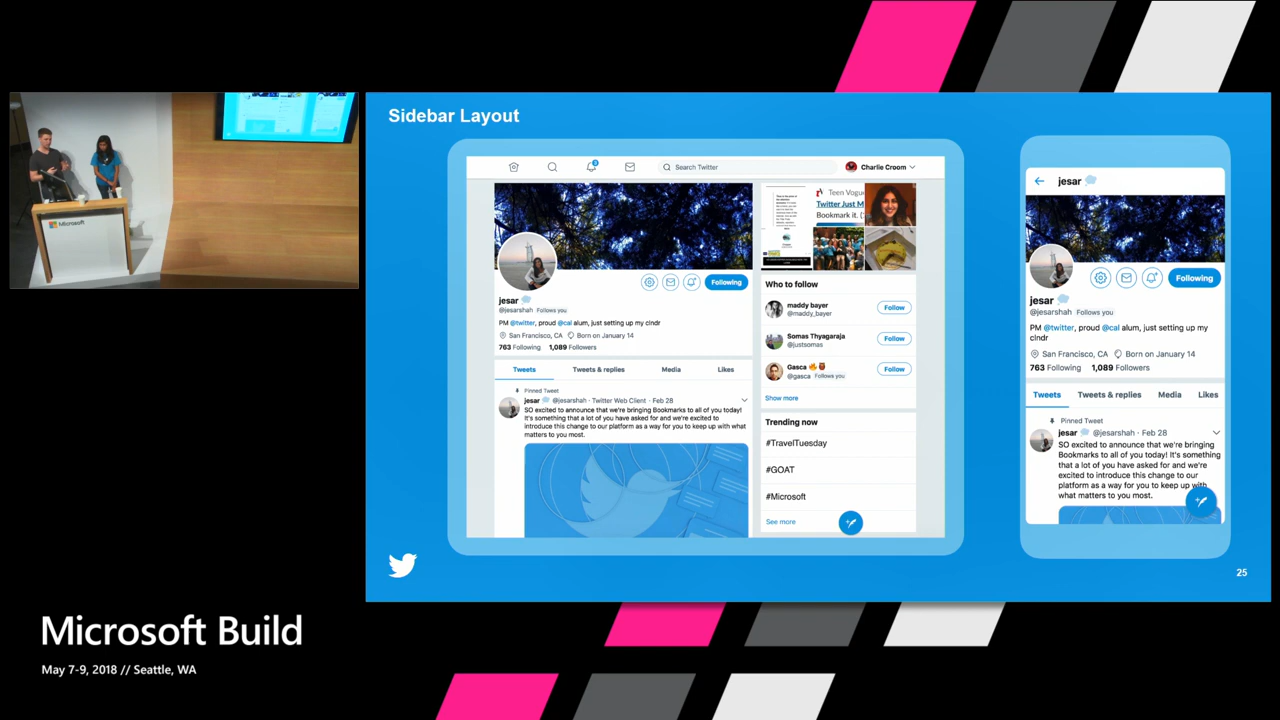 Sidebar Layout
Search Twitter
Charlie Croom
jesar
@jesarshah Follows you
PM @twitter, proud @cal alum, just setting up my clndr
San Francisco, CA Born on January 14
763 Following 1,089 Followers
Following
Tweets Tweets & replies Media Likes
Pinned Tweet
jesar @jesarshah · Twitter Web Client · Feb 28
SO excited to announce that we're bringing Bookmarks to all of you today!
It's something that a lot of you have asked for and we're excited to
introduce this change to our platform as a way for you to keep up with what
matters to you most.
Teen Vogu
Twitter Just M
Bookmark it. (
Who to follow
maddy bayer
@maddy_bayer
Follow
Somas Thyagaraja
@justsomas
Follow
Gasca
@gasca Follows you
Follow
Show more
Trending now
#TravelTuesday
#GOAT
#Microsoft
See more
jesar
Following
jesar
@jesarshah Follows you
PM @twitter, proud @cal alum, just setting up my
clndr
San Francisco, CA Born on January 14
763 Following 1,089 Followers
Tweets Tweets & replies Media Likes
Pinned Tweet
jesar @jesarshah · Feb 28
SO excited to announce that we're bringing
Bookmarks to all of you today! It's something
that a lot of you have asked for and we're
excited to introduce this change to our
platform as a way for you to keep up with
what matters to you most.
25
Microsoft
Microsoft Build
May 7-9, 2018 // Seattle, WA